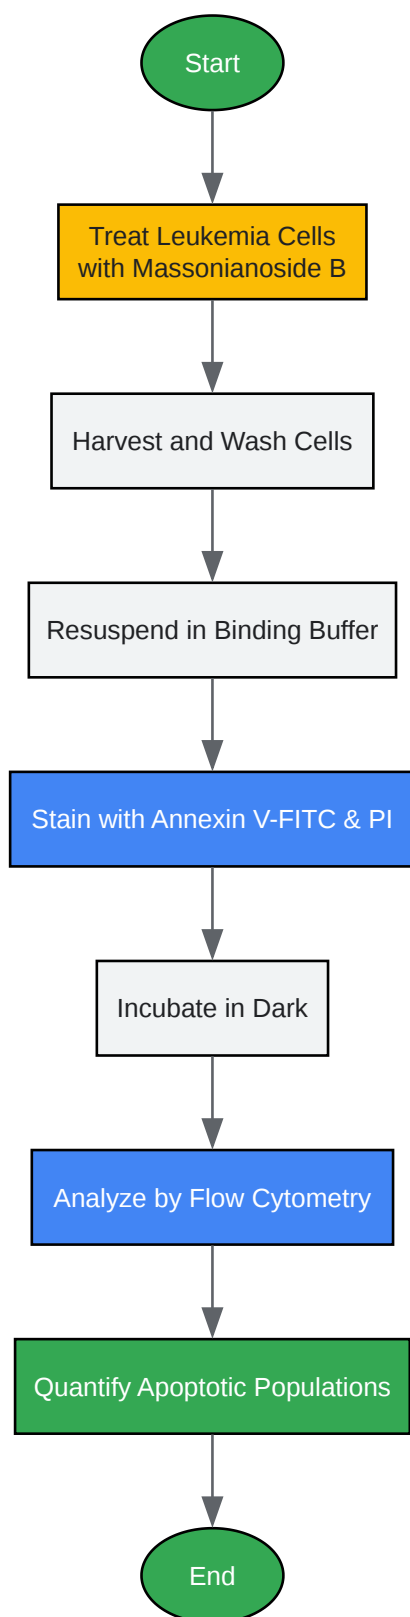 Start
Treat Leukemia Cells
with Massonianoside B
Harvest and Wash Cells
Resuspend in Binding Buffer
Stain with Annexin V-FITC & PI
Incubate in Dark
Analyze by Flow Cytometry
Quantify Apoptotic Populations
End